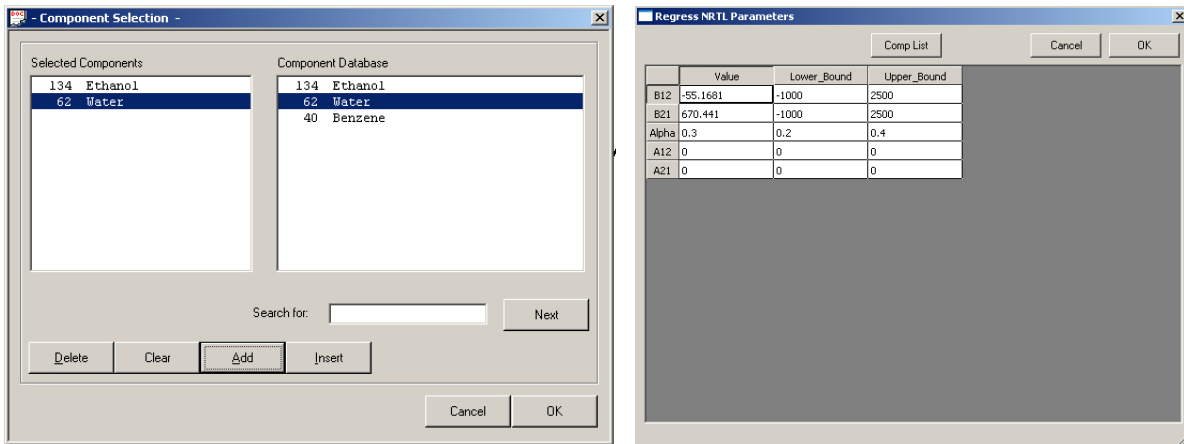 - Component Selection -
Selected Components
134 Ethanol
62 Water
Component Database
134 Ethanol
62 Water
40 Benzene
Search for:
Next
Delete Clear Add Insert
Cancel OK
Regress NRTL Parameters
Comp List Cancel OK
Value Lower_Bound Upper_Bound
B12 -55.1681 -1000 2500
B21 670.441 -1000 2500
Alpha 0.3 0.2 0.4
A12 0 0 0
A21 0 0 0